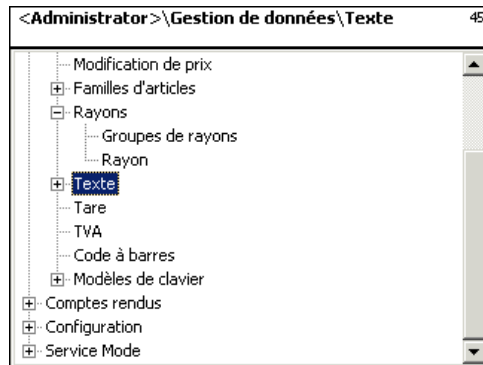 <Administrator>\Gestion de données\Texte 45
Modification de prix
Familles d'articles
Rayons
Groupes de rayons
Rayon
Texte
Tare
TVA
Code à barres
Modèles de clavier
Comptes rendus
Configuration
Service Mode